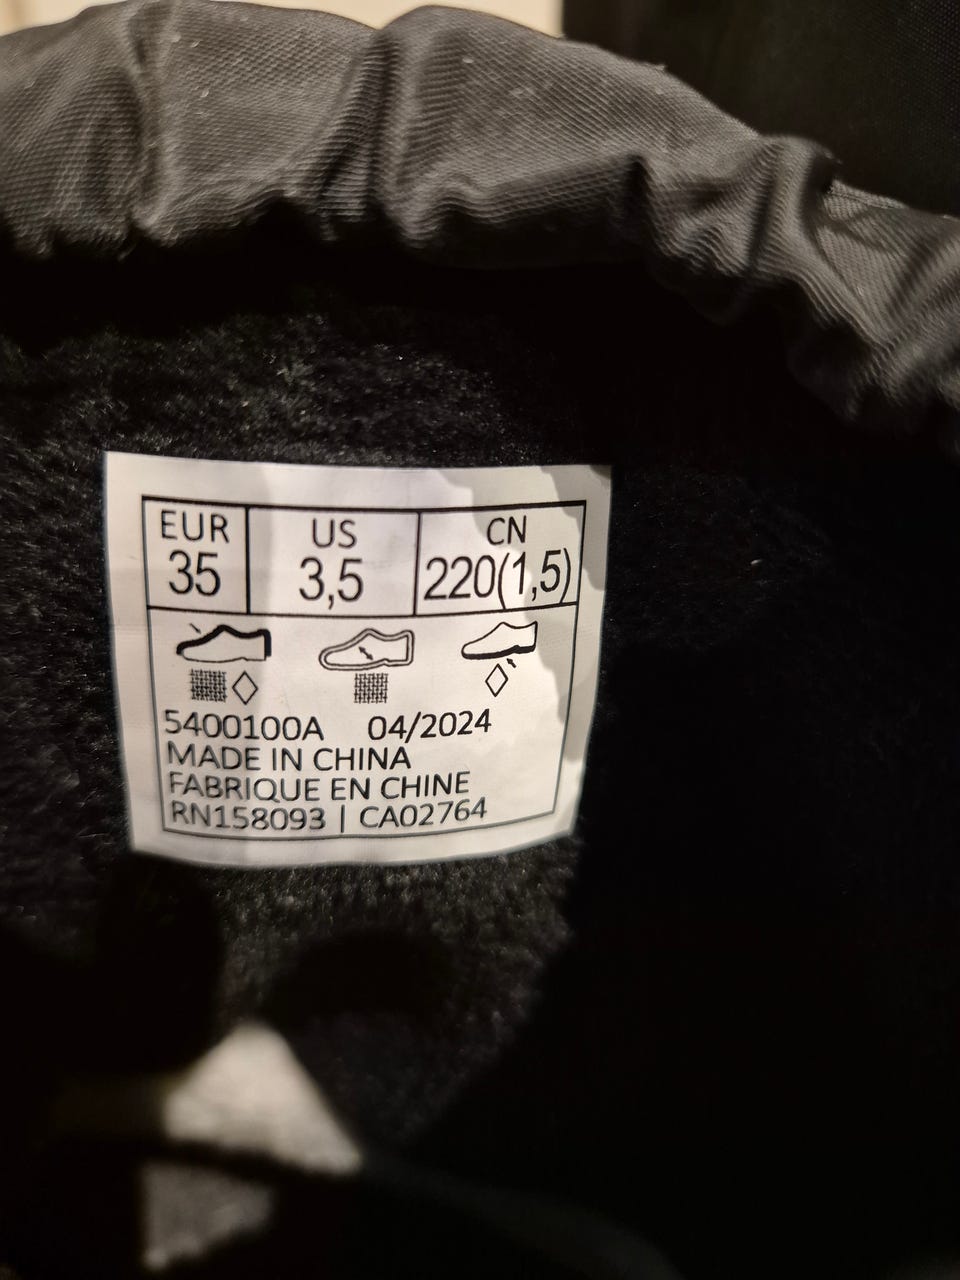 EUR US CN
35 3,5 220(1,5)
5400100A 04/2024
MADE IN CHINA
FABRIQUE EN CHINE
RN158093 | CA02764